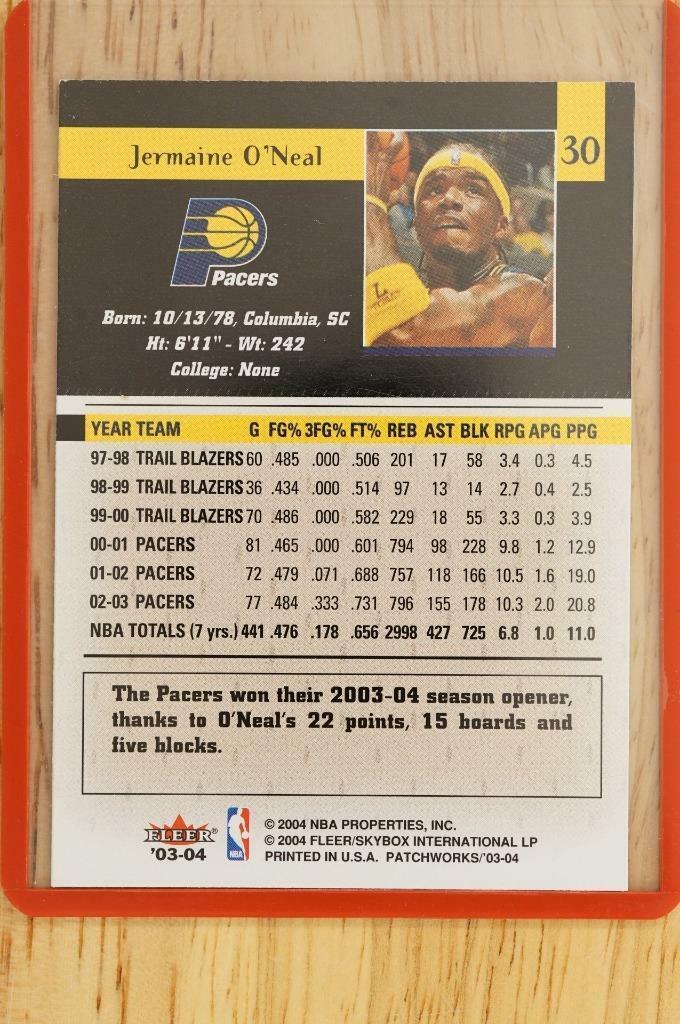 Jermaine O'Neal
30
Pacers
Born: 10/13/78, Columbia, SC
Ht: 6'11" - Wt: 242
College: None
YEAR TEAM G FG% 3FG% FT% REB AST BLK RPG APG PPG
97-98 TRAIL BLAZERS 60 .485 .000 .506 201 17 58 3.4 0.3 4.5
98-99 TRAIL BLAZERS 36 .434 .000 .514 97 13 14 2.7 0.4 2.5
99-00 TRAIL BLAZERS 70 .486 .000 .582 229 18 55 3.3 0.3 3.9
00-01 PACERS 81 .465 .000 .601 794 98 228 9.8 1.2 12.9
01-02 PACERS 72 .479 .071 .688 757 118 166 10.5 1.6 19.0
02-03 PACERS 77 .484 .333 .731 796 155 178 10.3 2.0 20.8
NBA TOTALS (7 yrs.) 441 .476 .178 .656 2998 427 725 6.8 1.0 11.0
The Pacers won their 2003-04 season opener,
thanks to O'Neal's 22 points, 15 boards and
five blocks.
FLEER®
'03-04
NBA
© 2004 NBA PROPERTIES, INC.
© 2004 FLEER/SKYBOX INTERNATIONAL LP
PRINTED IN U.S.A. PATCHWORKS/'03-04